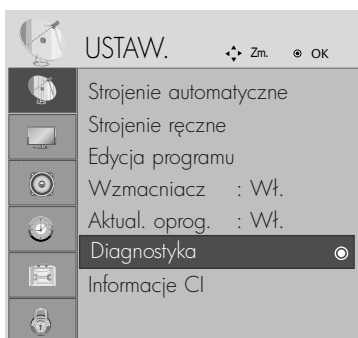 USTAW. Zm. OK
Strojenie automatyczne
Strojenie ręczne
Edycja programu
Wzmacniacz : Wł.
Aktual. oprog. : Wł.
Diagnostyka
Informacje CI